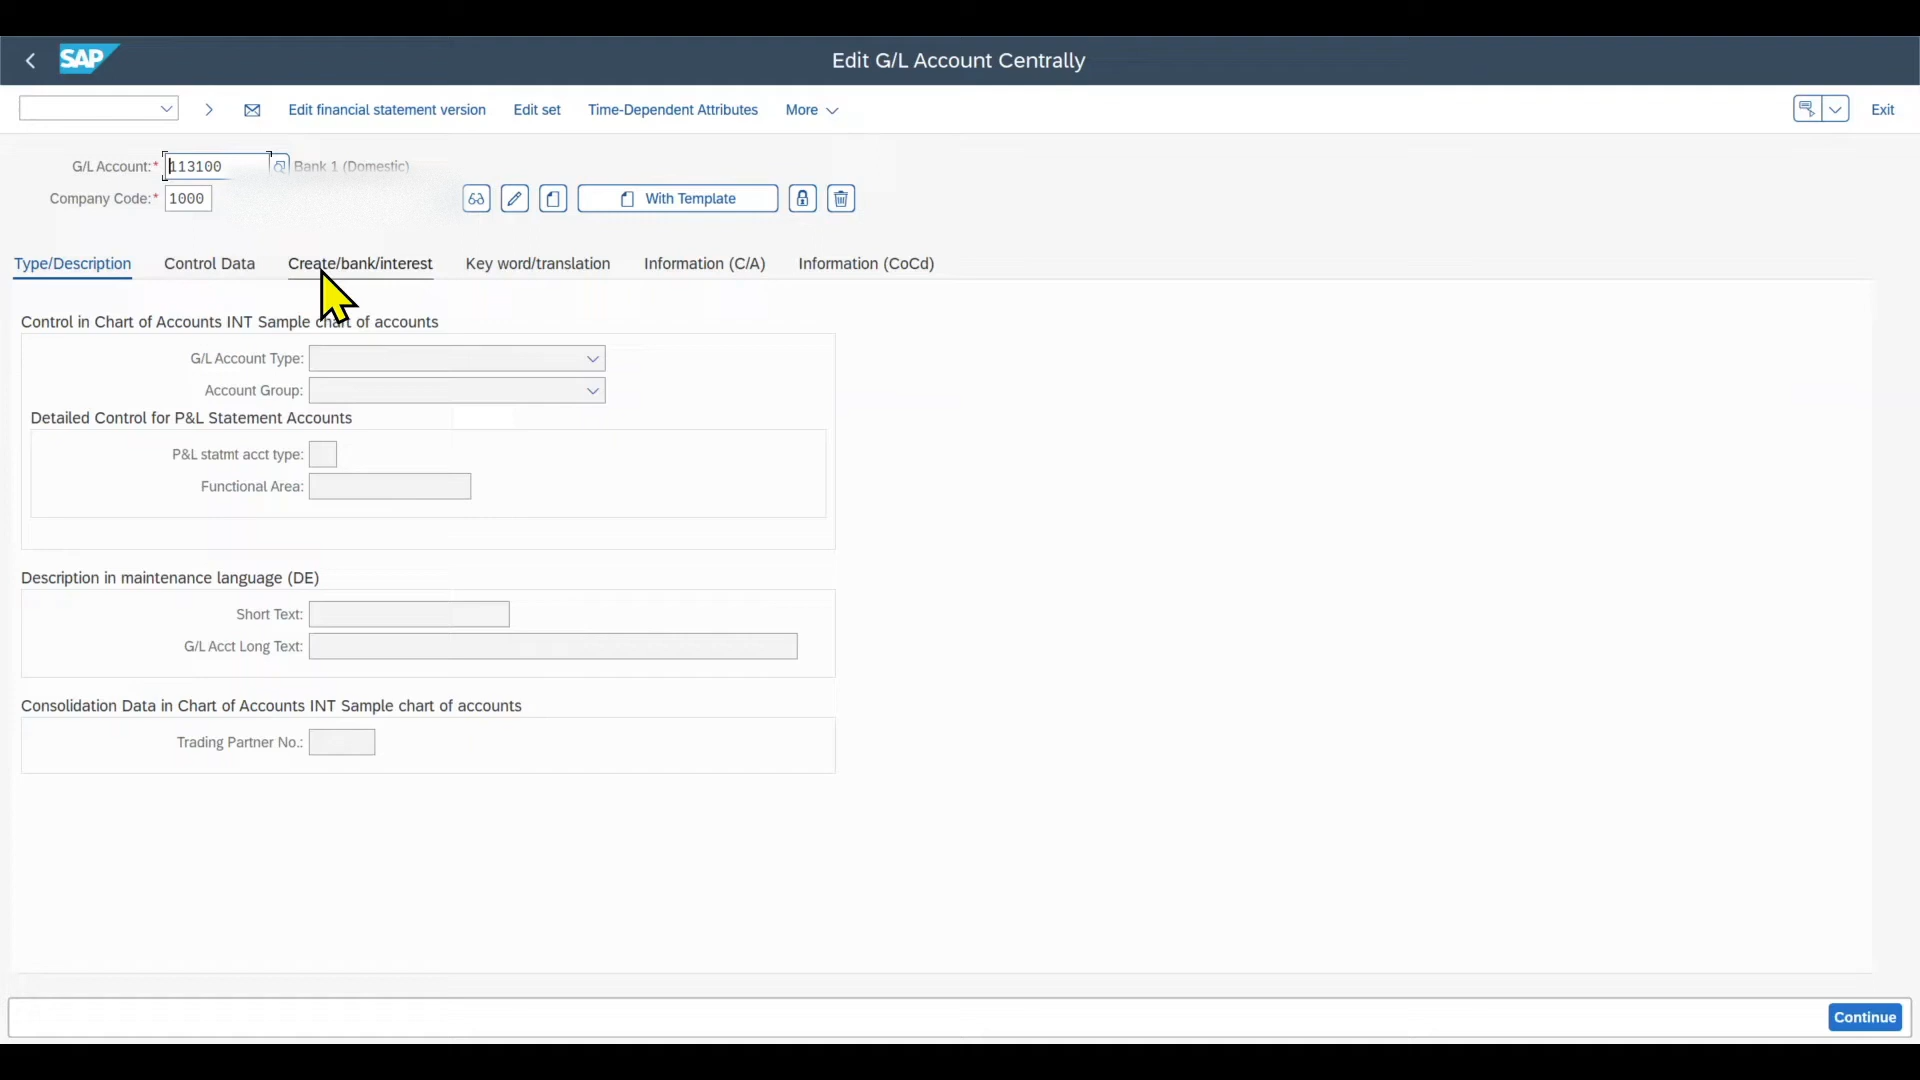 SAP
Edit G/L Account Centrally
Edit financial statement version
Edit set
Time-Dependent Attributes
More
Exit
G/L Account:* 113100 Bank 1 (Domestic)
Company Code:* 1000
With Template
Type/Description
Control Data
Create/bank/interest
Key word/translation
Information (C/A)
Information (CoCd)
Control in Chart of Accounts INT Sample chart of accounts
G/L Account Type:
Account Group:
Detailed Control for P&L Statement Accounts
P&L statmt acct type:
Functional Area:
Description in maintenance language (DE)
Short Text:
G/L Acct Long Text:
Consolidation Data in Chart of Accounts INT Sample chart of accounts
Trading Partner No.:
Continue